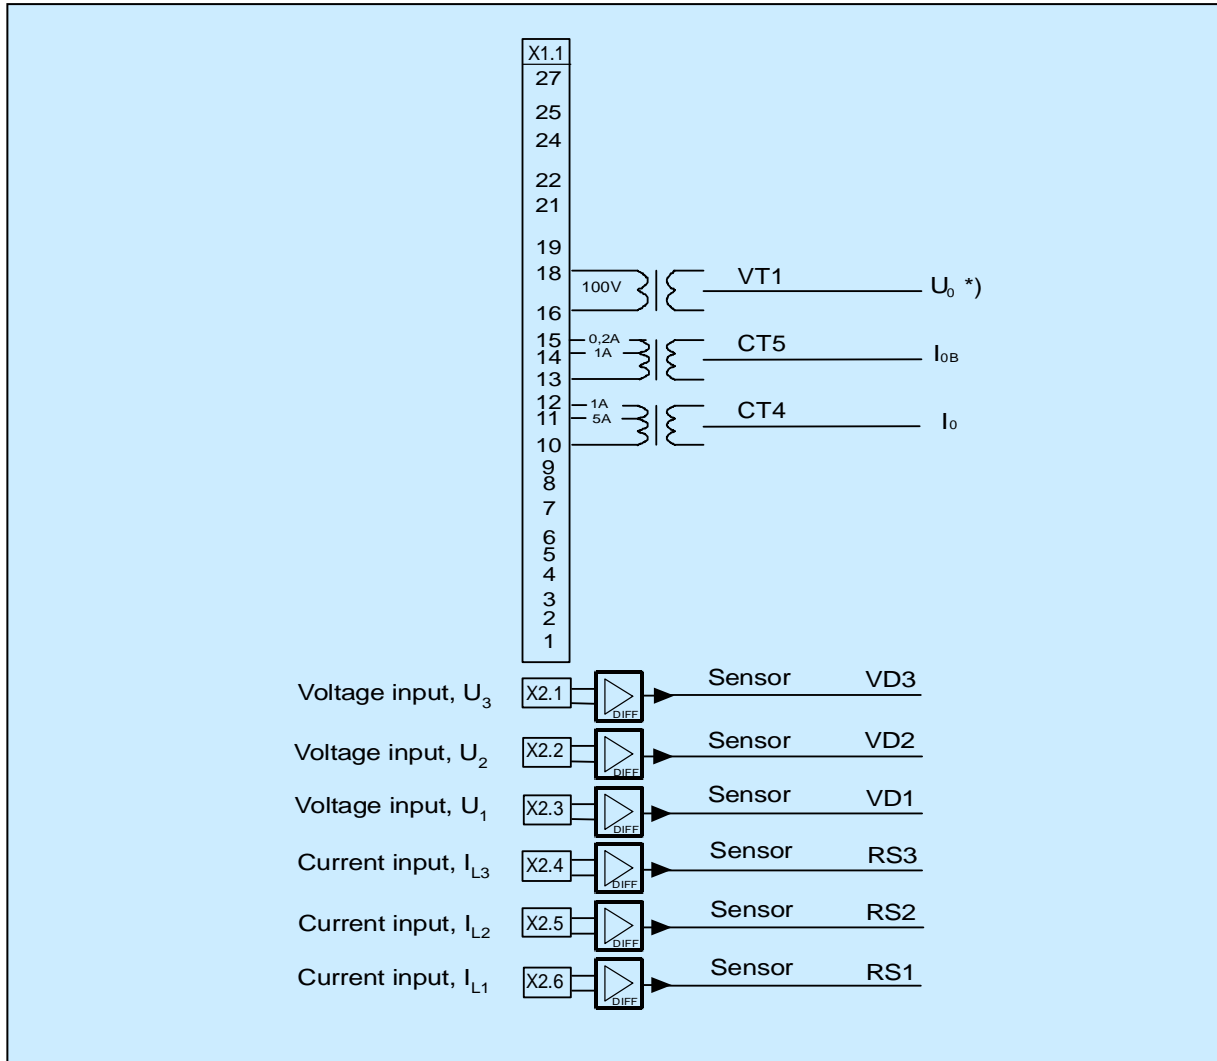 X1.1
27
25
24
22
21
19
18 100V VT1 U0 *)
16
15 0,2A CT5
14 1A I0B
13
12 1A CT4
11 5A I0
10
9
8
7
6
5
4
3
2
1
Voltage input, U3 X2.1 DIFF Sensor VD3
Voltage input, U2 X2.2 DIFF Sensor VD2
Voltage input, U1 X2.3 DIFF Sensor VD1
Current input, IL3 X2.4 DIFF Sensor RS3
Current input, IL2 X2.5 DIFF Sensor RS2
Current input, IL1 X2.6 DIFF Sensor RS1